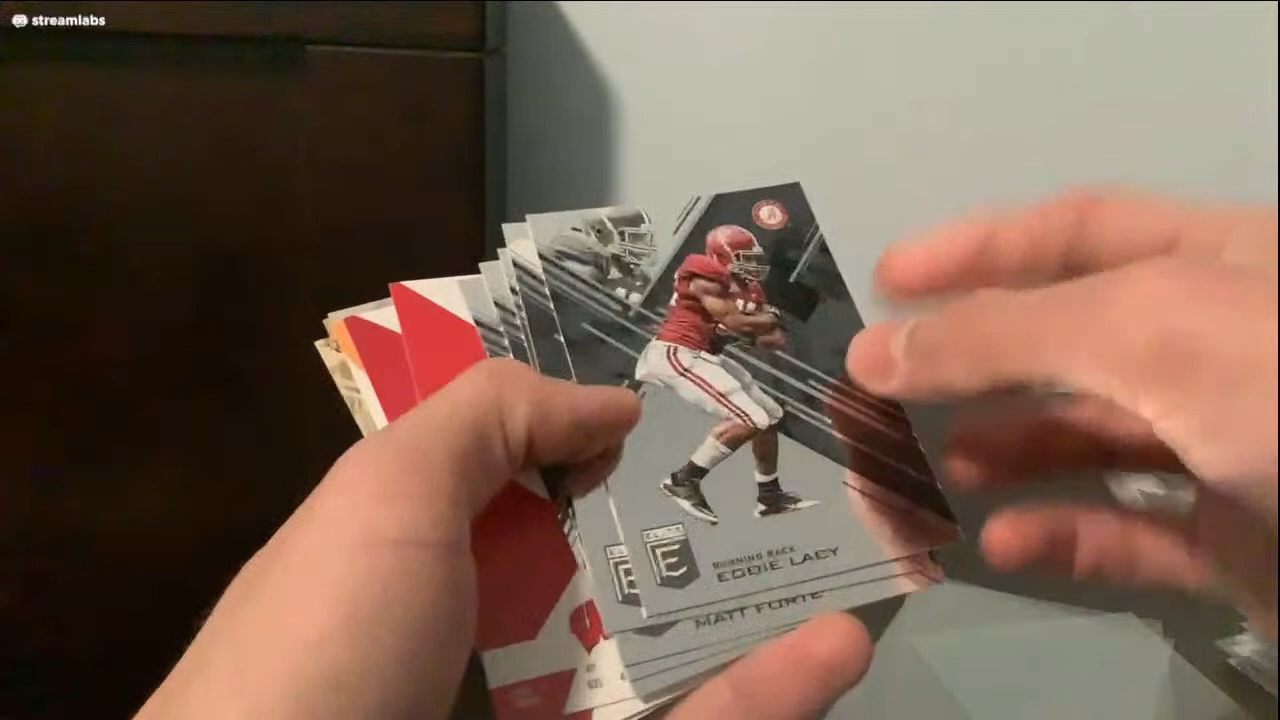 streamlabs
ELITE
E
RUNNING BACK
EDDIE LACY
E
MATT FORTE